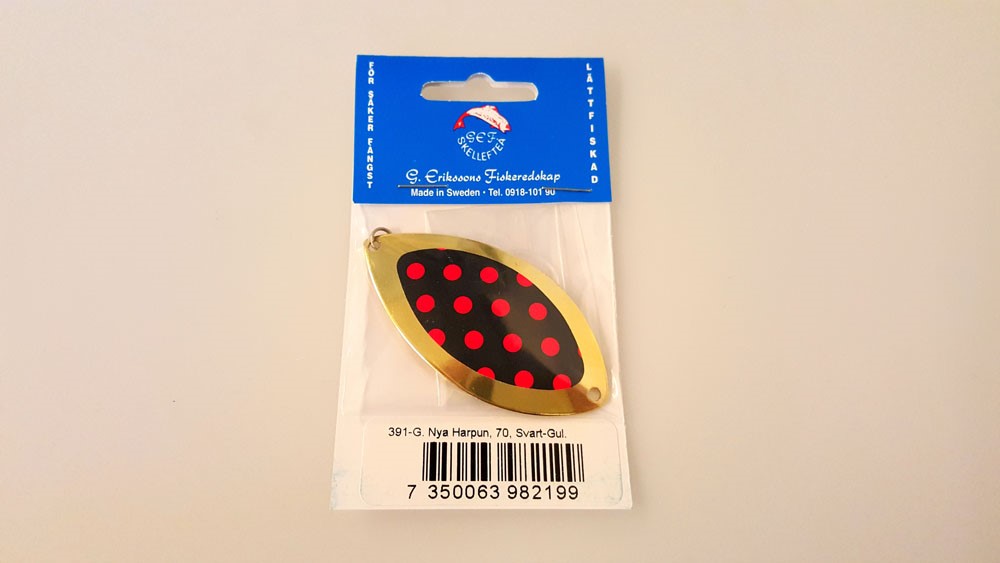 FÖR SÄKER FÅNGST
LÄTTFISKAD
GEF
SKELLEFTEÅ
G. Erikssons Fiskeredskap
Made in Sweden • Tel. 0918-101 90
391-G. Nya Harpun, 70, Svart-Gul.
7 350063 982199